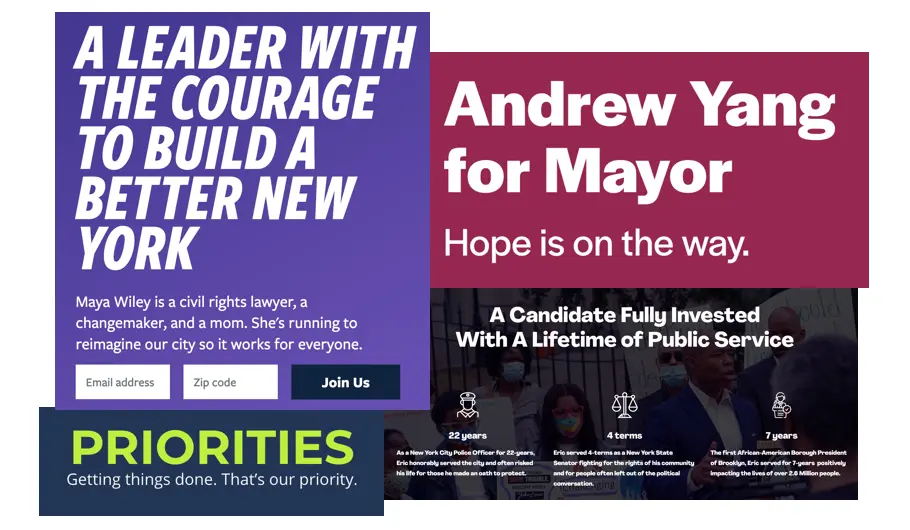 A LEADER WITH
THE COURAGE
TO BUILD A
BETTER NEW
YORK
Maya Wiley is a civil rights lawyer, a
changemaker, and a mom. She's running to
reimagine our city so it works for everyone.
Email address
Zip code
Join Us
Andrew Yang
for Mayor
Hope is on the way.
A Candidate Fully Invested
With A Lifetime of Public Service
22 years
As a New York City Police Officer for 22-years,
Eric honorably served the city and often risked
his life for those he made an oath to protect.
4 terms
Eric served 4-terms as a New York State
Senator fighting for the rights of his community
and for people often left out of the political
conversation.
7 years
The first African-American Borough President
of Brooklyn, Eric served for 7-years positively
impacting the lives of over 2.6 Million people.
PRIORITIES
Getting things done. That's our priority.